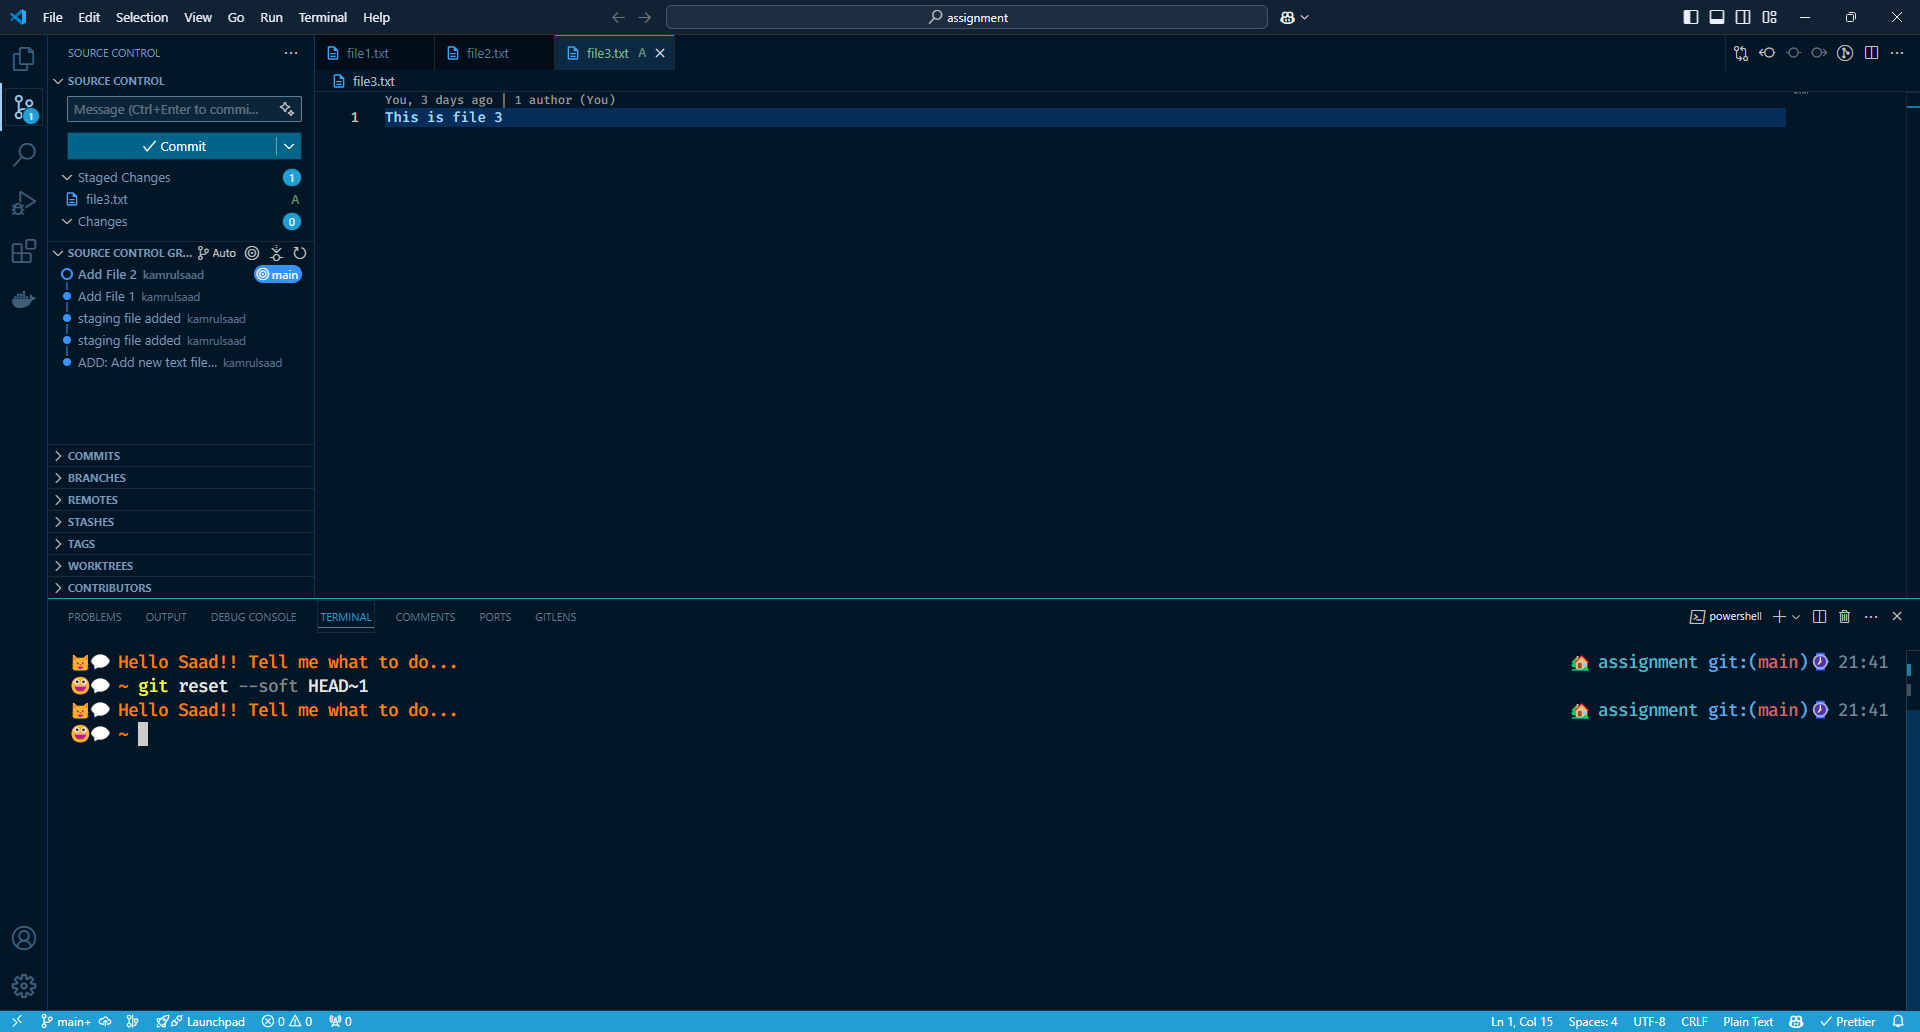 File Edit Selection View Go Run Terminal Help
assignment
SOURCE CONTROL
SOURCE CONTROL
Message (Ctrl+Enter to commi...
Commit
Staged Changes 1
file3.txt A
Changes 0
SOURCE CONTROL GR... Auto
Add File 2 kamrulsaad main
Add File 1 kamrulsaad
staging file added kamrulsaad
staging file added kamrulsaad
ADD: Add new text file... kamrulsaad
COMMITS
BRANCHES
REMOTES
STASHES
TAGS
WORKTREES
CONTRIBUTORS
1
file1.txt file2.txt file3.txt A
file3.txt
You, 3 days ago | 1 author (You)
1 This is file 3
PROBLEMS OUTPUT DEBUG CONSOLE TERMINAL COMMENTS PORTS GITLENS
powershell
Hello Saad!! Tell me what to do... assignment git:(main) 21:41
~ git reset --soft HEAD~1
Hello Saad!! Tell me what to do... assignment git:(main) 21:41
~
main+ Launchpad 0 0 0 Ln 1, Col 15 Spaces: 4 UTF-8 CRLF Plain Text Prettier